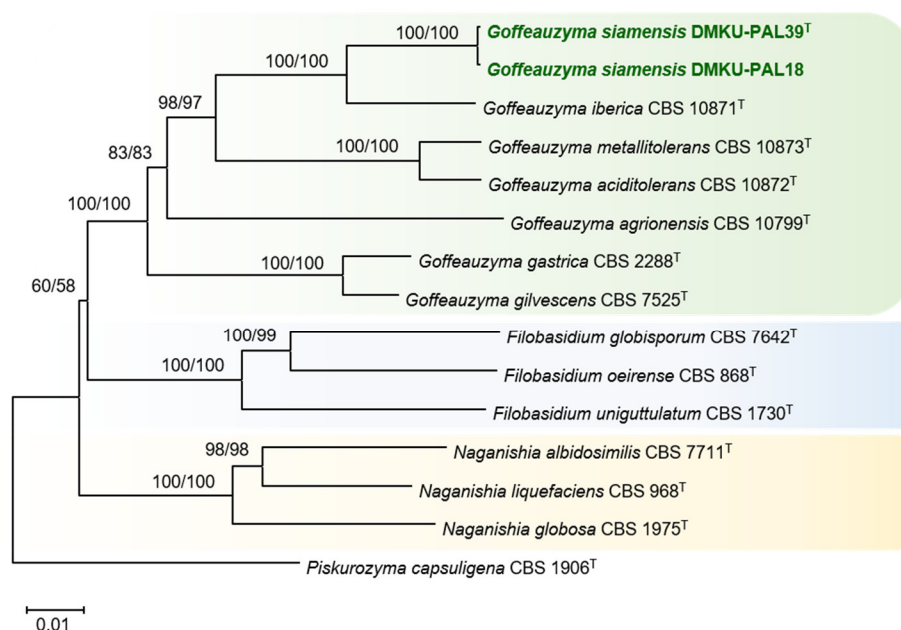 100/100
Goffeauzyma siamensis DMKU-PAL39ᵀ
100/100
Goffeauzyma siamensis DMKU-PAL18
98/97
Goffeauzyma iberica CBS 10871ᵀ
100/100
Goffeauzyma metallitolerans CBS 10873ᵀ
83/83
Goffeauzyma aciditolerans CBS 10872ᵀ
100/100
Goffeauzyma agrionensis CBS 10799ᵀ
100/100
Goffeauzyma gastrica CBS 2288ᵀ
60/58
Goffeauzyma gilvescens CBS 7525ᵀ
100/99
Filobasidium globisporum CBS 7642ᵀ
100/100
Filobasidium oeirense CBS 868ᵀ
Filobasidium uniguttulatum CBS 1730ᵀ
98/98
Naganishia albidosimilis CBS 7711ᵀ
100/100
Naganishia liquefaciens CBS 968ᵀ
Naganishia globosa CBS 1975ᵀ
Piskurozyma capsuligena CBS 1906ᵀ
0.01